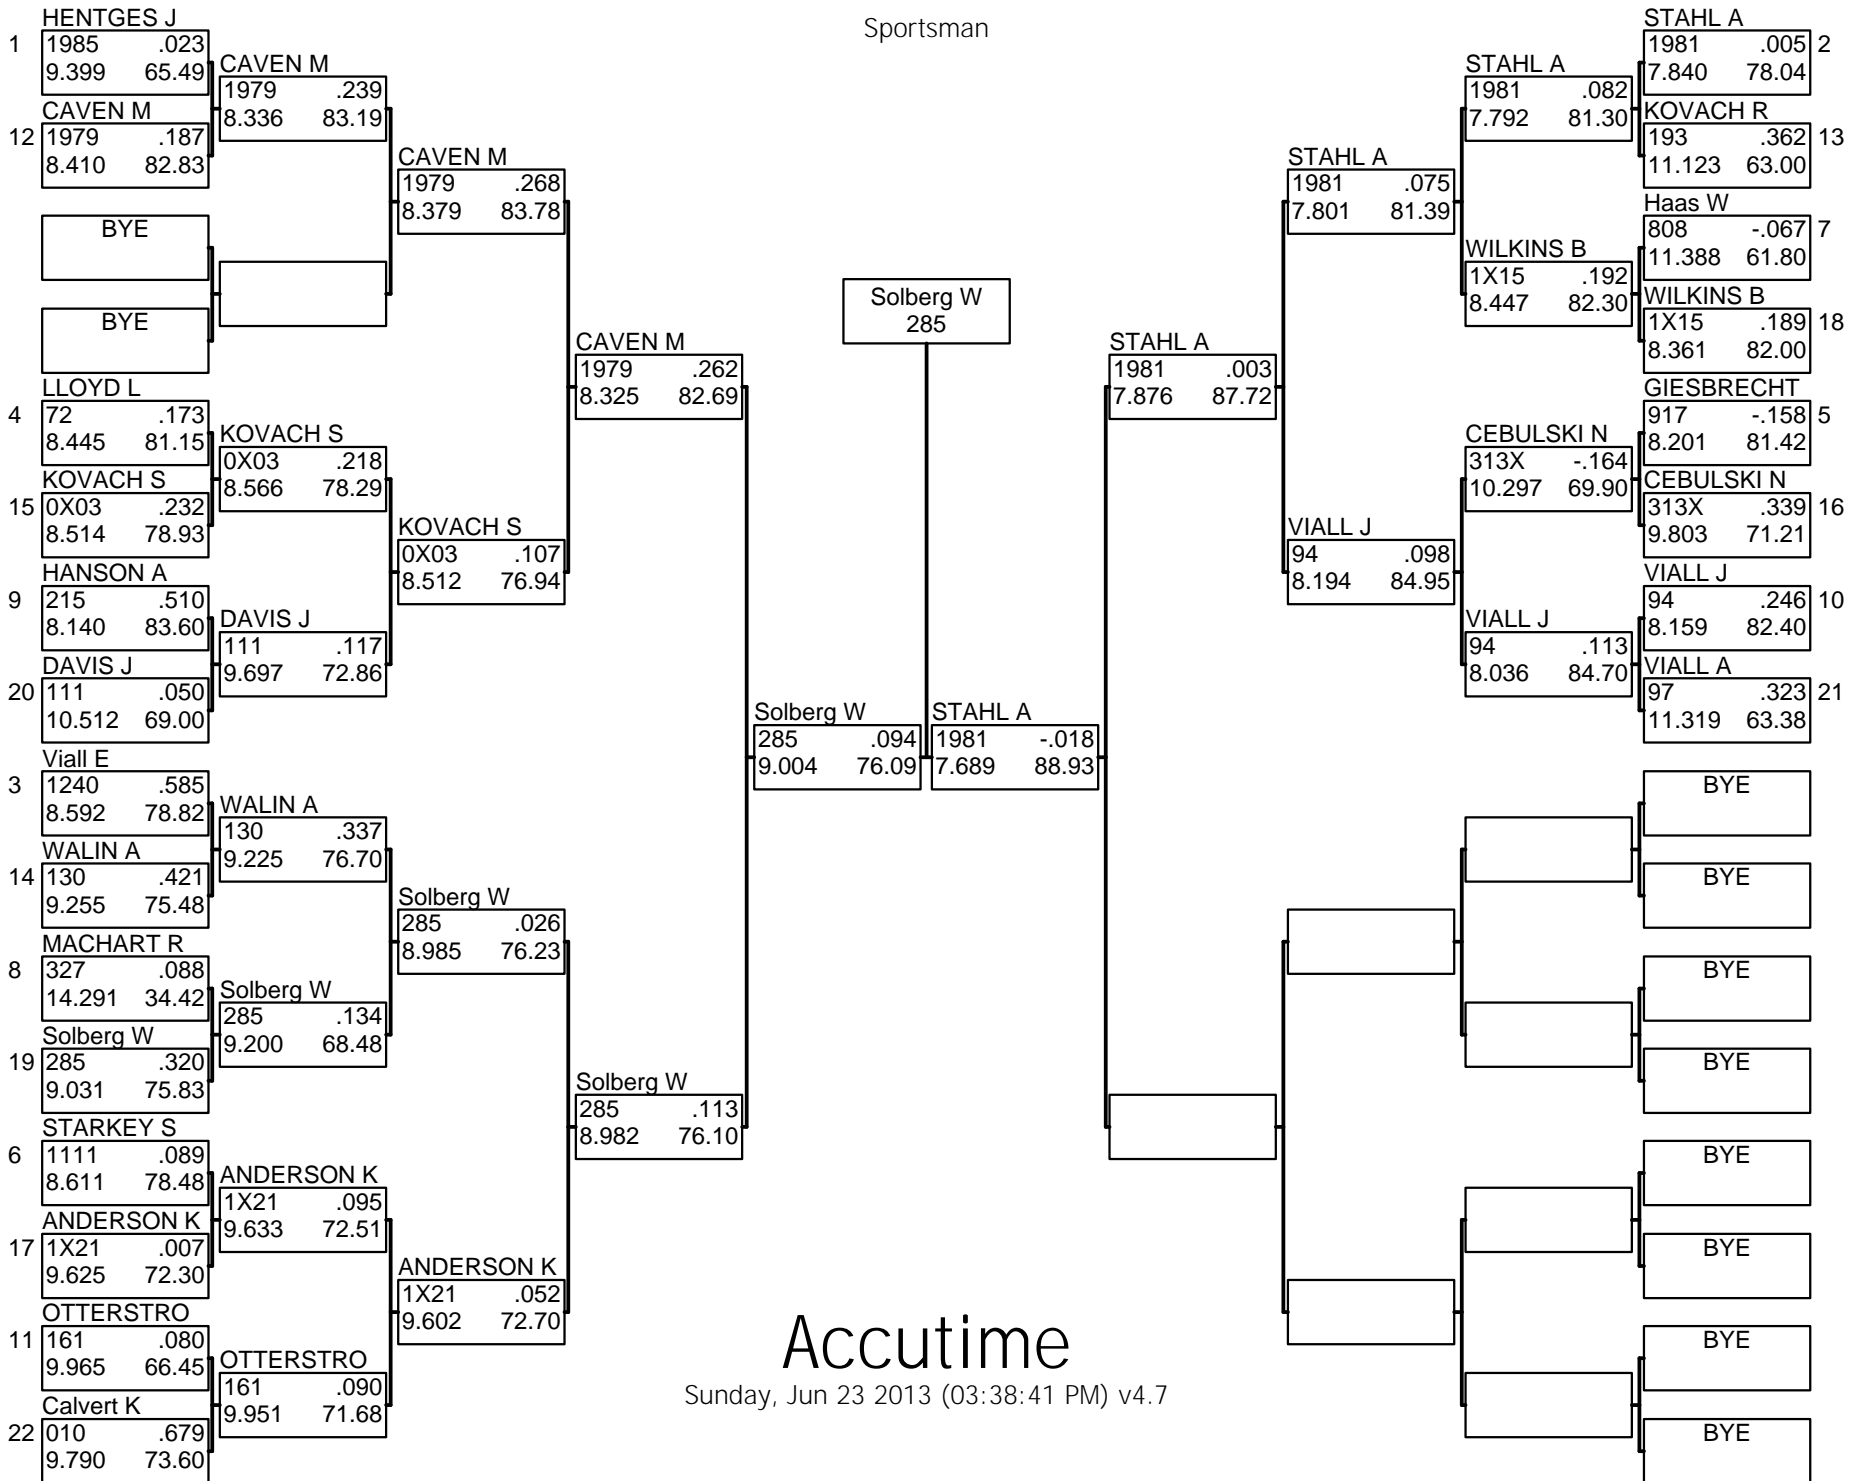 Sportsman
HENTGES J
1
1985 .023
9.399 65.49
CAVEN M
12
1979 .187
8.410 82.83
BYE
BYE
LLOYD L
4
72 .173
8.445 81.15
KOVACH S
15
0X03 .232
8.514 78.93
HANSON A
9
215 .510
8.140 83.60
DAVIS J
20
111 .050
10.512 69.00
Viall E
3
1240 .585
8.592 78.82
WALIN A
14
130 .421
9.255 75.48
MACHART R
8
327 .088
14.291 34.42
Solberg W
19
285 .320
9.031 75.83
STARKEY S
6
1111 .089
8.611 78.48
ANDERSON K
17
1X21 .007
9.625 72.30
OTTERSTRO
11
161 .080
9.965 66.45
Calvert K
22
010 .679
9.790 73.60
CAVEN M
1979 .239
8.336 83.19
KOVACH S
0X03 .218
8.566 78.29
DAVIS J
111 .117
9.697 72.86
WALIN A
130 .337
9.225 76.70
Solberg W
285 .134
9.200 68.48
ANDERSON K
1X21 .095
9.633 72.51
OTTERSTRO
161 .090
9.951 71.68
CAVEN M
1979 .268
8.379 83.78
KOVACH S
0X03 .107
8.512 76.94
Solberg W
285 .026
8.985 76.23
ANDERSON K
1X21 .052
9.602 72.70
CAVEN M
1979 .262
8.325 82.69
Solberg W
285 .113
8.982 76.10
Solberg W
285 .094
9.004 76.09
Solberg W
285
STAHL A
1981 -.018
7.689 88.93
STAHL A
1981 .003
7.876 87.72
STAHL A
1981 .075
7.801 81.39
VIALL J
94 .098
8.194 84.95
STAHL A
1981 .082
7.792 81.30
WILKINS B
1X15 .192
8.447 82.30
CEBULSKI N
313X -.164
10.297 69.90
VIALL J
94 .113
8.036 84.70
STAHL A
1981 .005
2
7.840 78.04
KOVACH R
193 .362
13
11.123 63.00
Haas W
808 -.067
7
11.388 61.80
WILKINS B
1X15 .189
18
8.361 82.00
GIESBRECHT
917 -.158
5
8.201 81.42
CEBULSKI N
313X .339
16
9.803 71.21
VIALL J
94 .246
10
8.159 82.40
VIALL A
97 .323
21
11.319 63.38
BYE
BYE
BYE
BYE
BYE
BYE
BYE
BYE
Accutime
Sunday, Jun 23 2013 (03:38:41 PM) v4.7